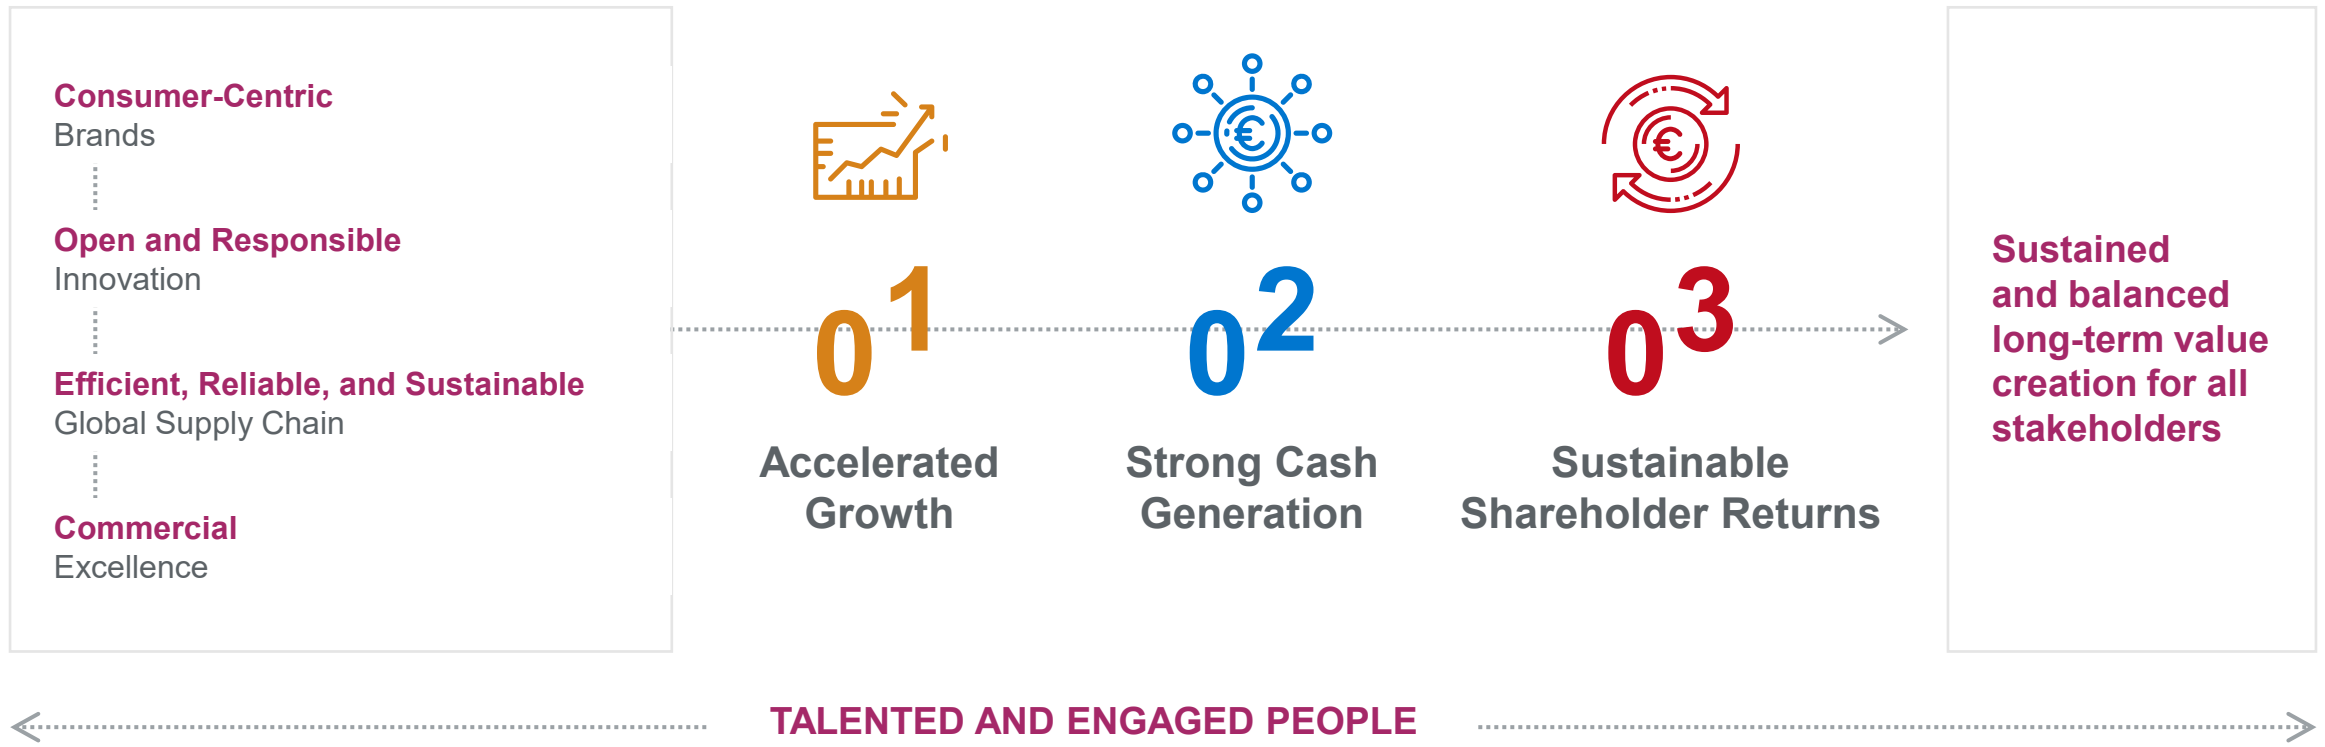 Consumer-Centric
Brands
Open and Responsible
Innovation
Efficient, Reliable, and Sustainable
Global Supply Chain
Commercial
Excellence
01
Accelerated
Growth
02
Strong Cash
Generation
03
Sustainable
Shareholder Returns
Sustained
and balanced
long-term value
creation for all
stakeholders
TALENTED AND ENGAGED PEOPLE